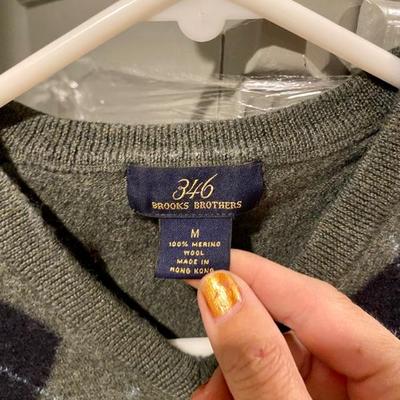 346
BROOKS BROTHERS
M
100% MERINO
WOOL
MADE IN
HONG KONG